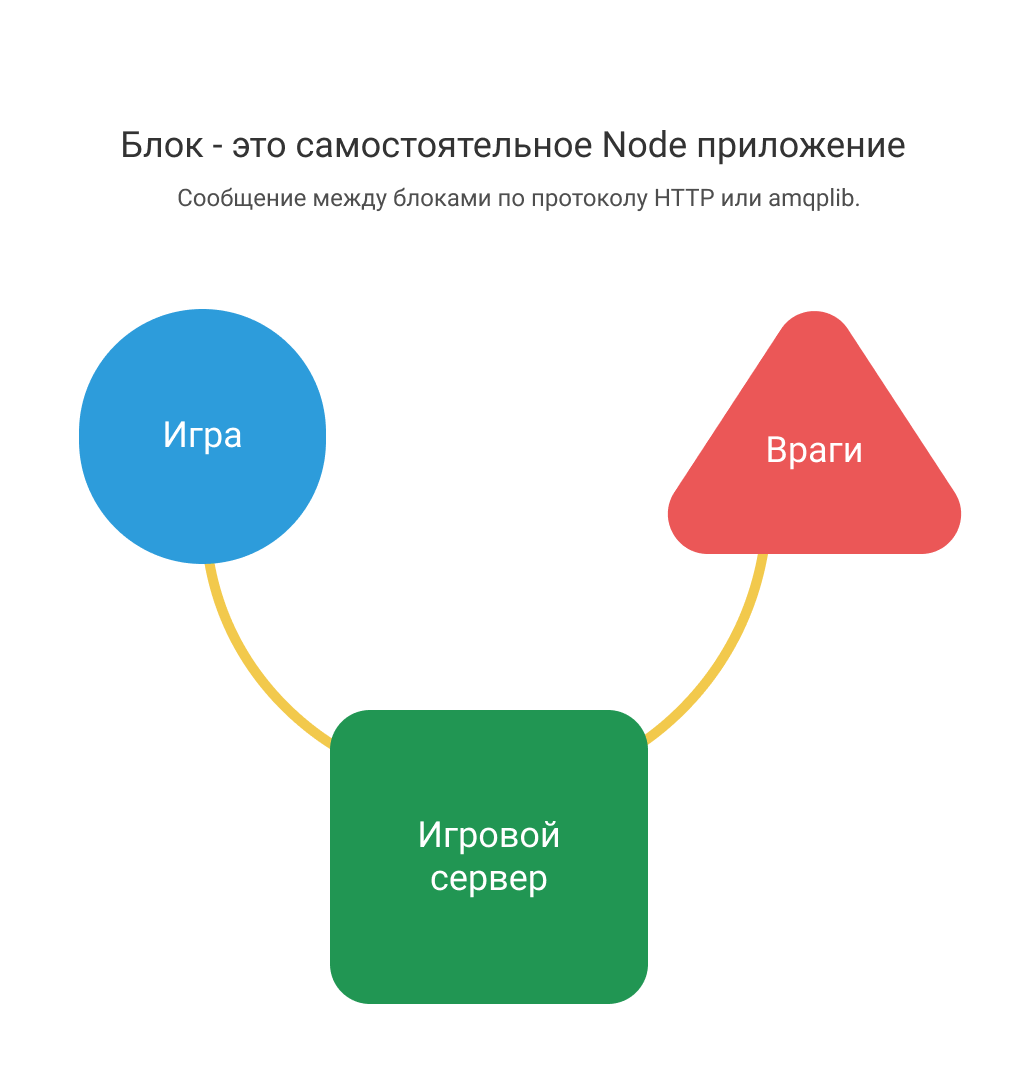 Блок - это самостоятельное Node приложение
Сообщение между блоками по протоколу HTTP или amqplib.
Игра
Враги
Игровой
сервер